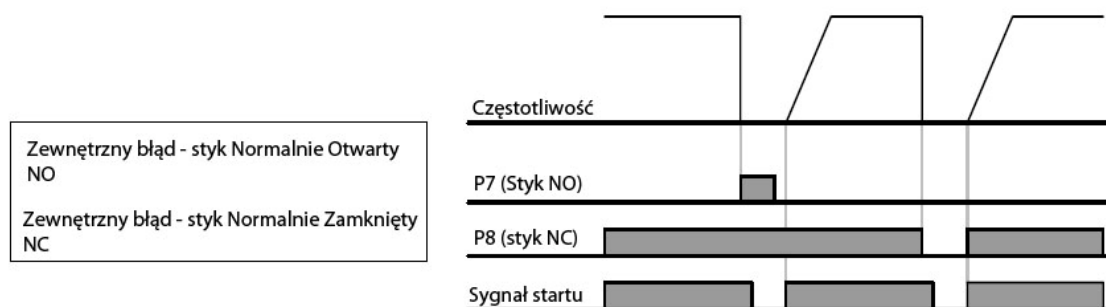 Zewnętrzny błąd - styk Normalnie Otwarty
NO
Zewnętrzny błąd - styk Normalnie Zamknięty
NC
Częstotliwość
P7 (Styk NO)
P8 (styk NC)
Sygnał startu